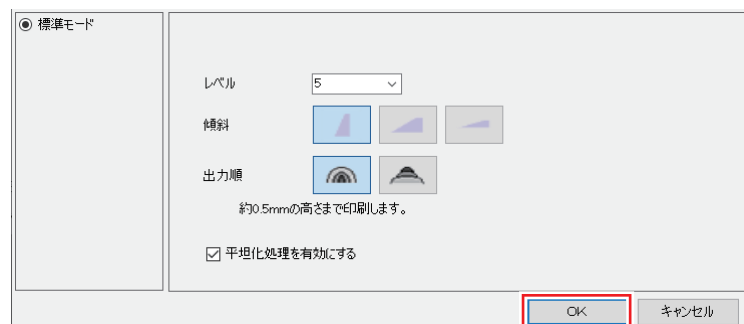 標準モード
レベル 5
傾斜
出力順
約0.5mmの高さまで印刷します。
平坦化処理を有効にする
OK キャンセル